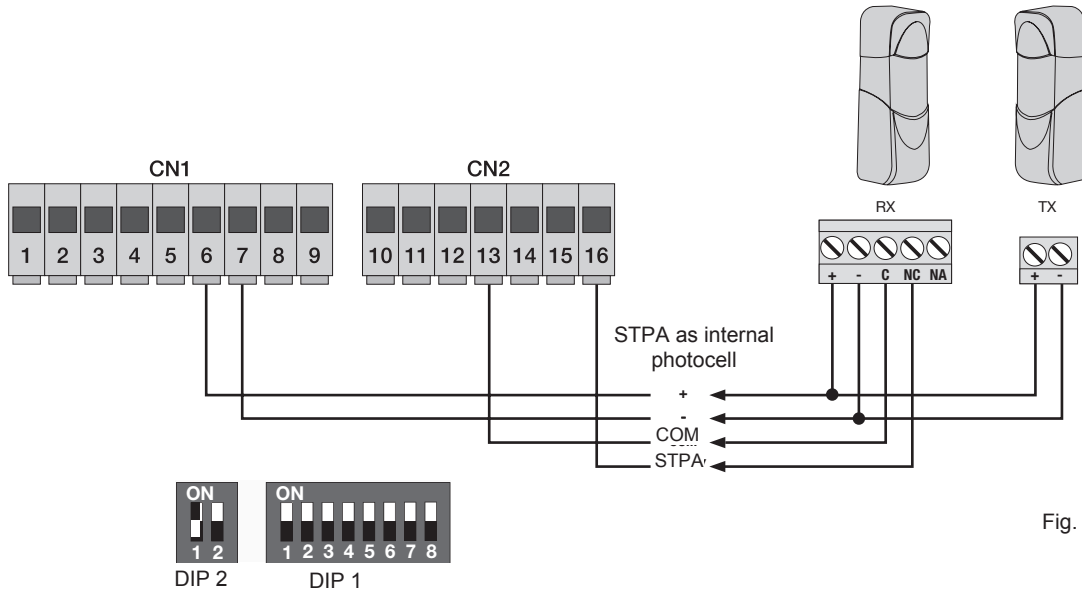 CN1
CN2
1 2 3 4 5 6 7 8 9
10 11 12 13 14 15 16
RX
TX
+ - C NC NA
+ -
STPA as internal
photocell
+
-
COM
STPA
ON
1 2
DIP 2
ON
1 2 3 4 5 6 7 8
DIP 1
Fig.